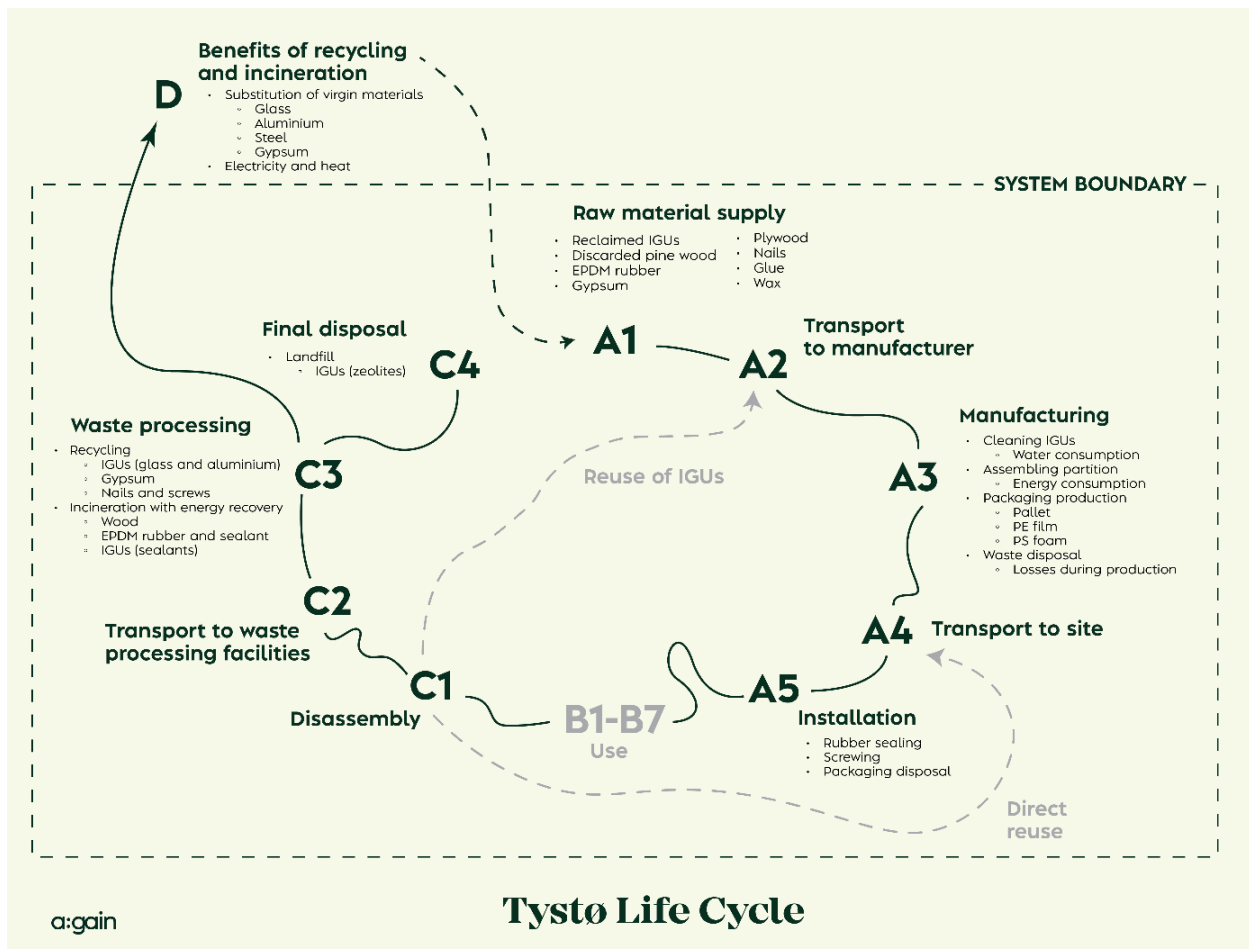 Benefits of recycling
and incineration
D
· Substitution of virgin materials
◦ Glass
◦ Aluminium
◦ Steel
◦ Gypsum
· Electricity and heat
SYSTEM BOUNDARY
Raw material supply
· Reclaimed IGUs
· Discarded pine wood
· EPDM rubber
· Gypsum
· Plywood
· Nails
· Glue
· Wax
A1
Transport
to manufacturer
A2
Final disposal
· Landfill
◦ IGUs (zeolites)
C4
Manufacturing
· Cleaning IGUs
◦ Water consumption
· Assembling partition
◦ Energy consumption
· Packaging production
◦ Pallet
◦ PE film
◦ PS foam
· Waste disposal
◦ Losses during production
A3
Waste processing
· Recycling
◦ IGUs (glass and aluminium)
◦ Gypsum
◦ Nails and screws
· Incineration with energy recovery
◦ Wood
◦ EPDM rubber and sealant
◦ IGUs (sealants)
C3
Reuse of IGUs
C2
Transport to waste
processing facilities
A4
Transport to site
C1
Disassembly
B1-B7
Use
A5
Installation
· Rubber sealing
· Screwing
· Packaging disposal
Direct
reuse
a:gain
Tystø Life Cycle